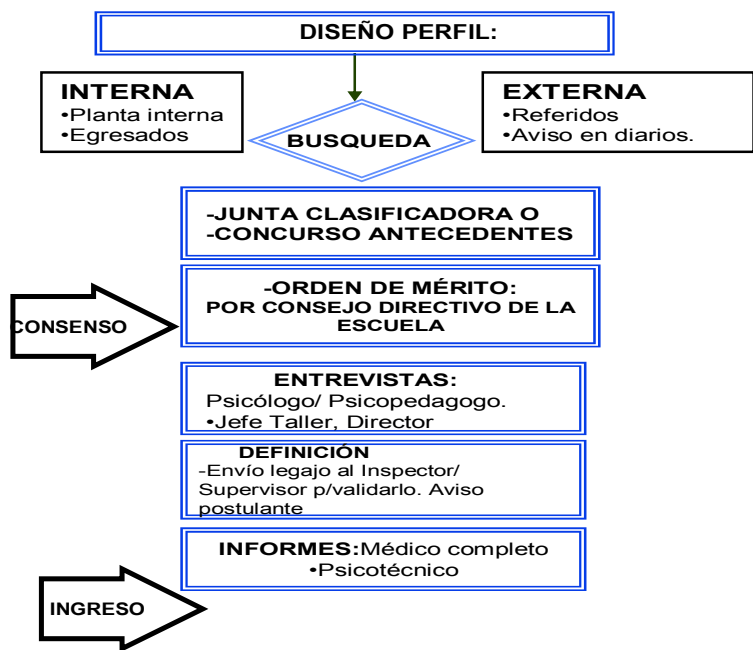 DISEÑO PERFIL:
INTERNA
•Planta interna
•Egresados
EXTERNA
•Referidos
•Aviso en diarios.
BUSQUEDA
-JUNTA CLASIFICADORA O
-CONCURSO ANTECEDENTES
-ORDEN DE MÉRITO:
POR CONSEJO DIRECTIVO DE LA
ESCUELA
CONSENSO
ENTREVISTAS:
Psicólogo/ Psicopedagogo.
•Jefe Taller, Director
DEFINICIÓN
-Envío legajo al Inspector/
Supervisor p/validarlo. Aviso
postulante
INFORMES:Médico completo
•Psicotécnico
INGRESO